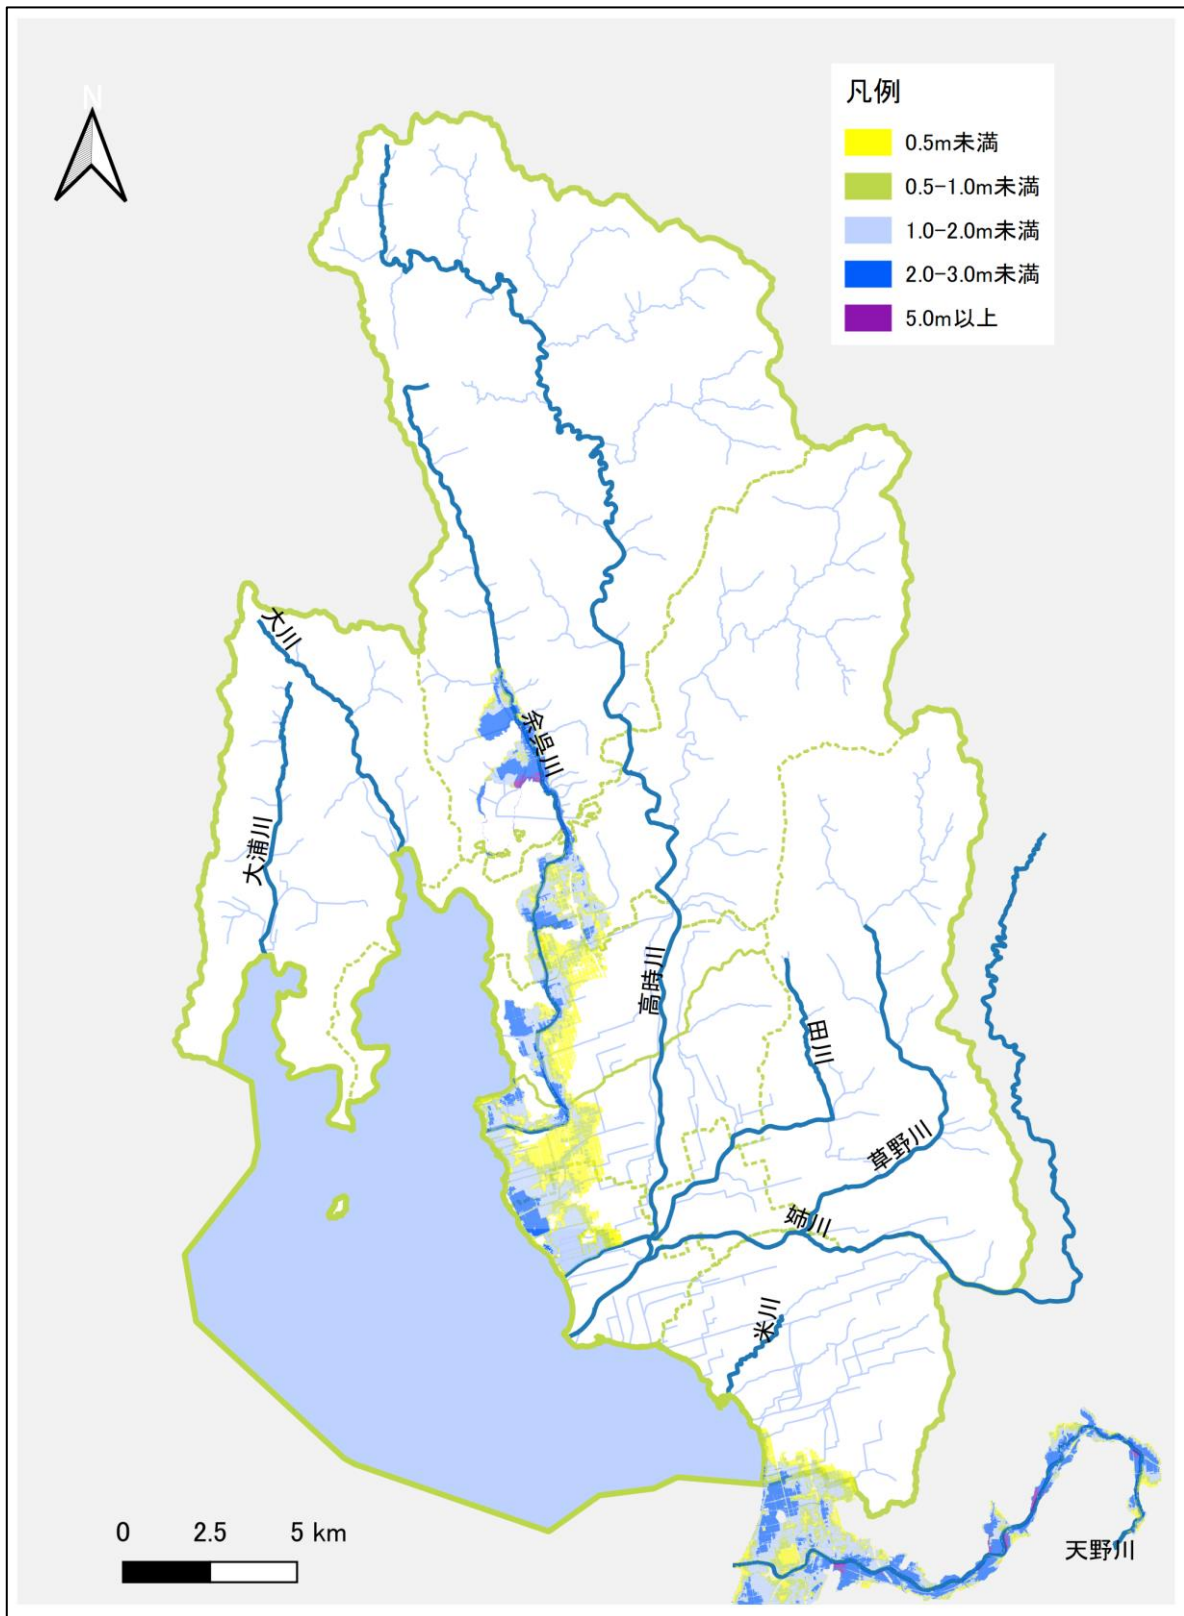 N
凡例
0.5m未満
0.5-1.0m未満
1.0-2.0m未満
2.0-3.0m未満
5.0m以上
大川
余呉川
大浦川
高時川
田川
草野川
姉川
米川
天野川
0 2.5 5 km